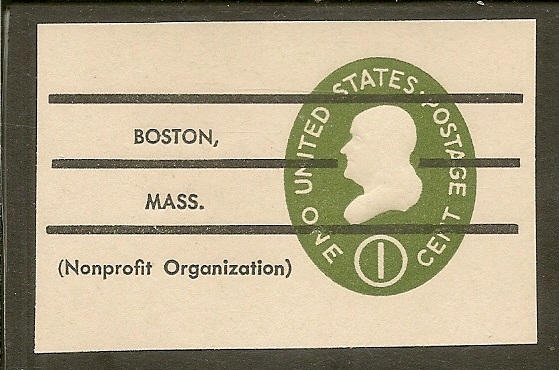 BOSTON,
MASS.
(Nonprofit Organization)
UNITED STATES POSTAGE
ONE CENT
1